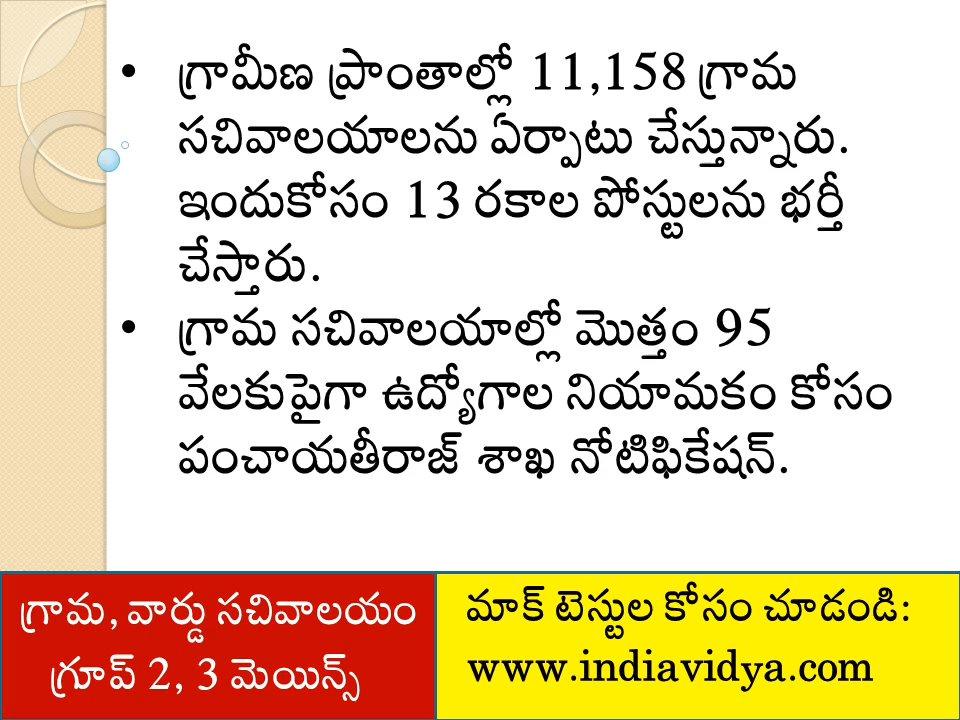 • గ్రామీణ ప్రాంతాల్లో 11,158 గ్రామ
సచివాలయాలను ఏర్పాటు చేస్తున్నారు.
ఇందుకోసం 13 రకాల పోస్టులను భర్తీ
చేస్తారు.
• గ్రామ సచివాలయాల్లో మొత్తం 95
వేలకుపైగా ఉద్యోగాల నియామకం కోసం
పంచాయతీరాజ్ శాఖ నోటిఫికేషన్.
గ్రామ, వార్డు సచివాలయం
గ్రూప్ 2, 3 మెయిన్స్
మాక్ టెస్టుల కోసం చూడండి:
www.indiavidya.com